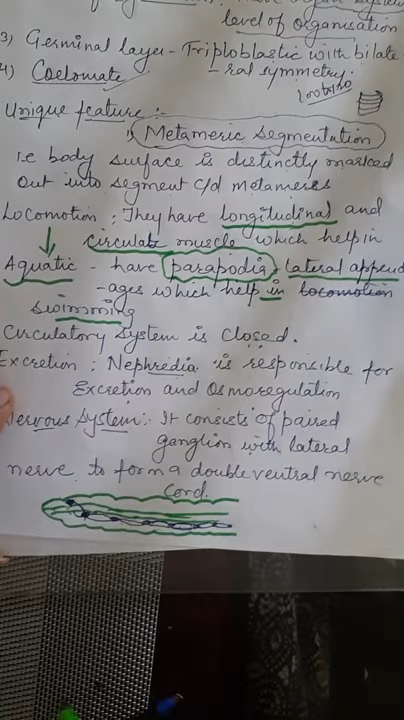 level of organisation
3) Germinal layer - Triploblastic with bilate-
-ral symmetry.
4) Coelomate
Unique feature :-
Metameric Segmentation
i.e body surface is distinctly marked
out into segment c/d metameres
Locomotion : They have longitudinal and
circular muscle which help in
Aquatic - have parapodia lateral append
-ages which help in locomotion
swimming
Circulatory System is closed.
Excretion : Nephredia is responsible for
Excretion and Osmoregulation
Nervous System:. It consists of paired
ganglion with lateral
nerve to form a double ventral nerve
cord.